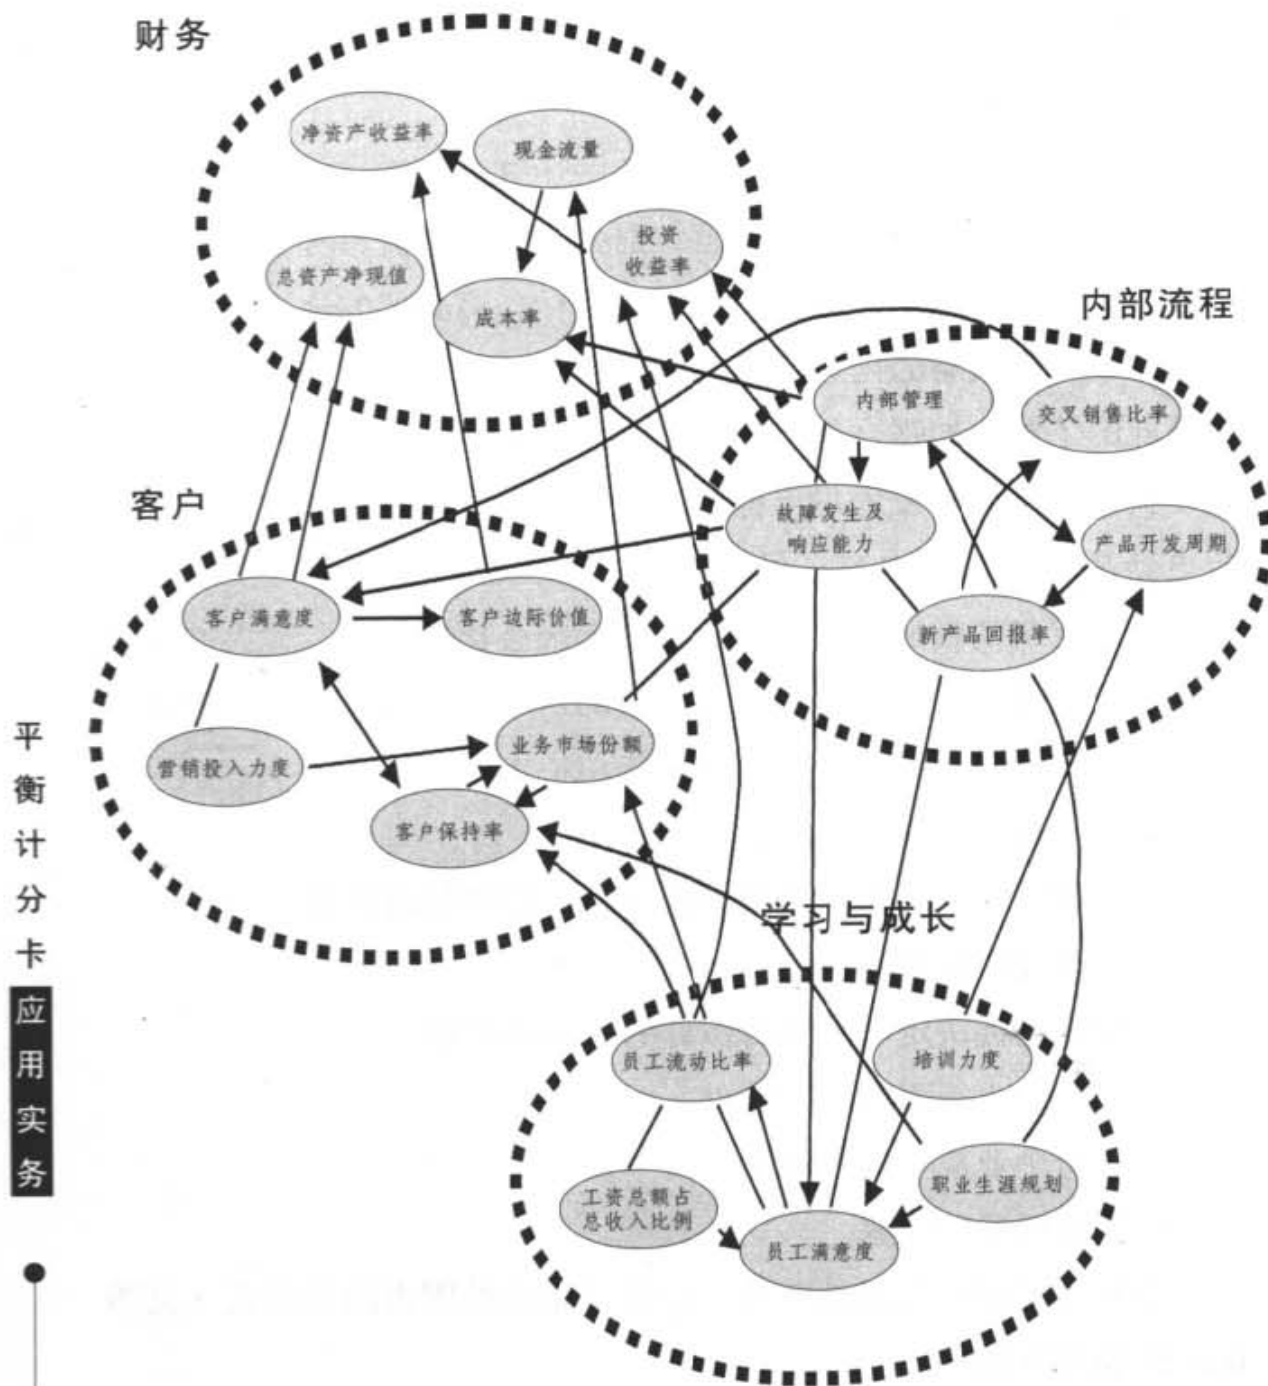 财务
净资产收益率
现金流量
投资
收益率
总资产净现值
成本率
内部流程
内部管理
交叉销售比率
故障发生及
响应能力
产品开发周期
新产品回报率
客户
客户满意度
客户边际价值
营销投入力度
业务市场份额
客户保持率
学习与成长
员工流动比率
培训力度
工资总额占
总收入比例
职业生涯规划
员工满意度
平衡计分卡应用实务